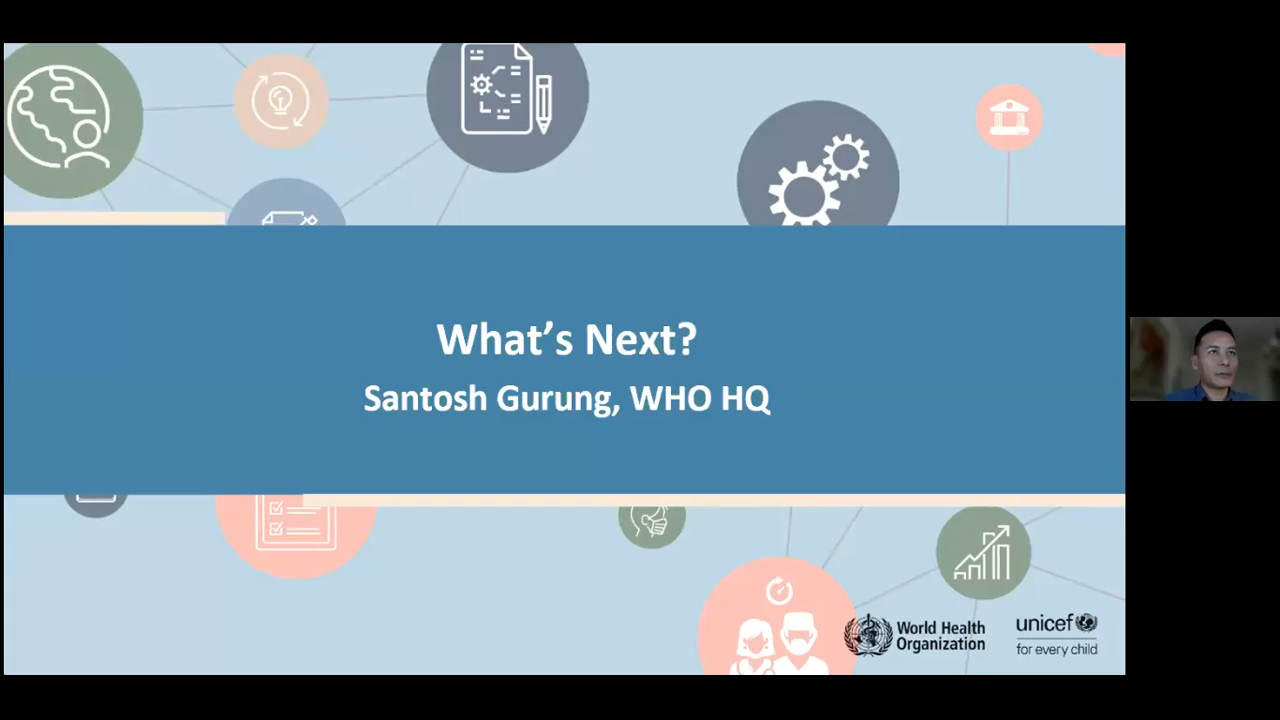 What's Next?
Santosh Gurung, WHO HQ
World Health
Organization
unicef
for every child